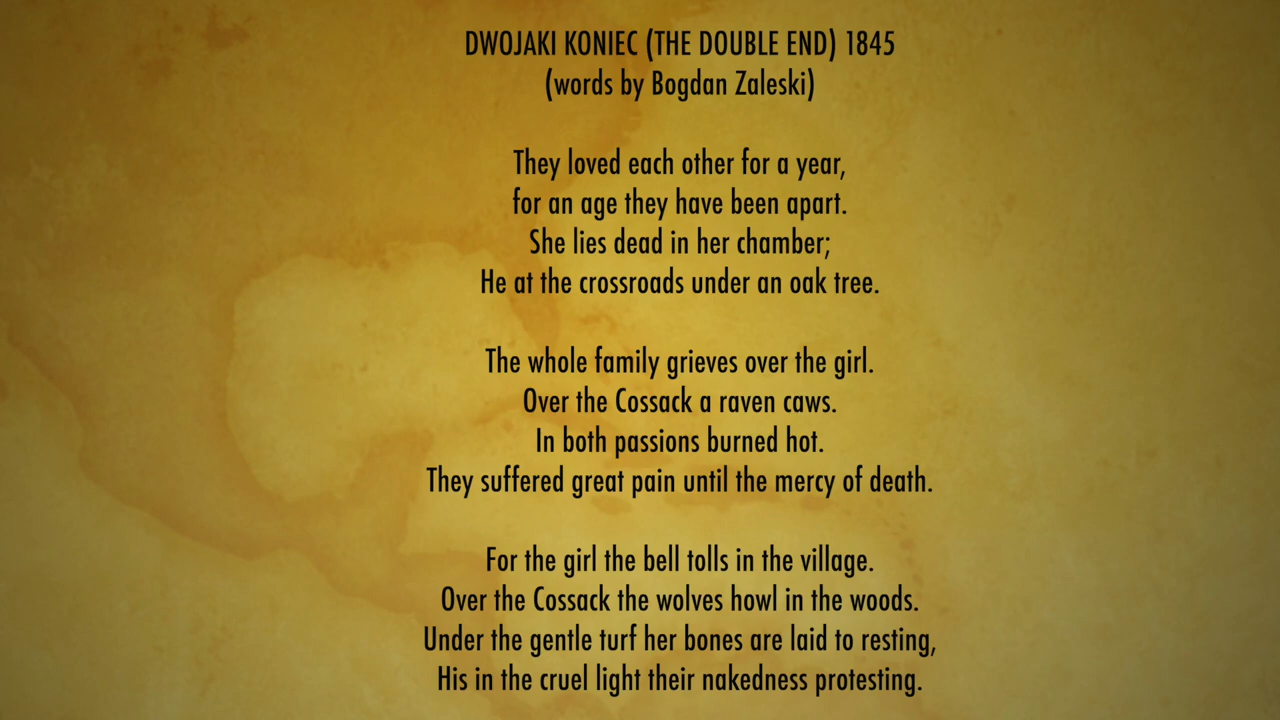 DWOJAKI KONIEC (THE DOUBLE END) 1845
(words by Bogdan Zaleski)
They loved each other for a year,
for an age they have been apart.
She lies dead in her chamber;
He at the crossroads under an oak tree.
The whole family grieves over the girl.
Over the Cossack a raven caws.
In both passions burned hot.
They suffered great pain until the mercy of death.
For the girl the bell tolls in the village.
Over the Cossack the wolves howl in the woods.
Under the gentle turf her bones are laid to resting,
His in the cruel light their nakedness protesting.